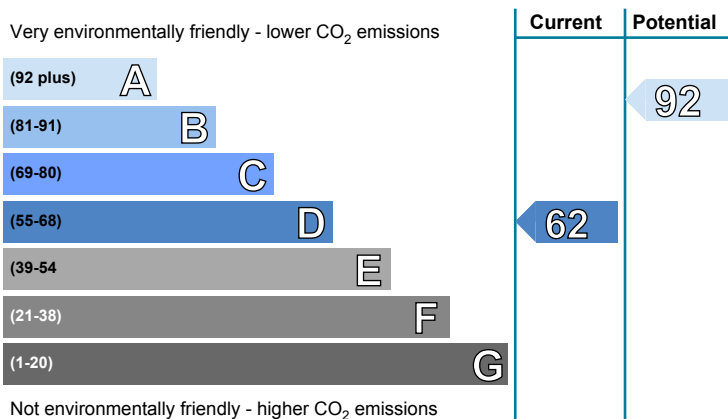 Current Potential
Very environmentally friendly - lower CO2 emissions
(92 plus) A
92
(81-91) B
(69-80) C
(55-68) D
62
(39-54 E
(21-38) F
(1-20) G
Not environmentally friendly - higher CO2 emissions